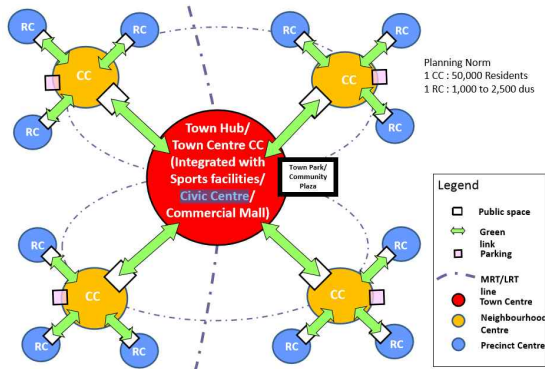 RC
RC
RC
RC
CC
CC
RC
RC
Planning Norm
1 CC : 50,000 Residents
1 RC : 1,000 to 2,500 dus
Town Hub/
Town Centre CC
(Integrated with
Sports facilities/
Civic Centre/
Commercial Mall)
Town Park/
Community
Plaza
Legend
Public space
Green
link
Parking
MRT/LRT
line
Town Centre
Neighbourhood
Centre
Precinct Centre
RC
RC
CC
CC
RC
RC
RC
RC